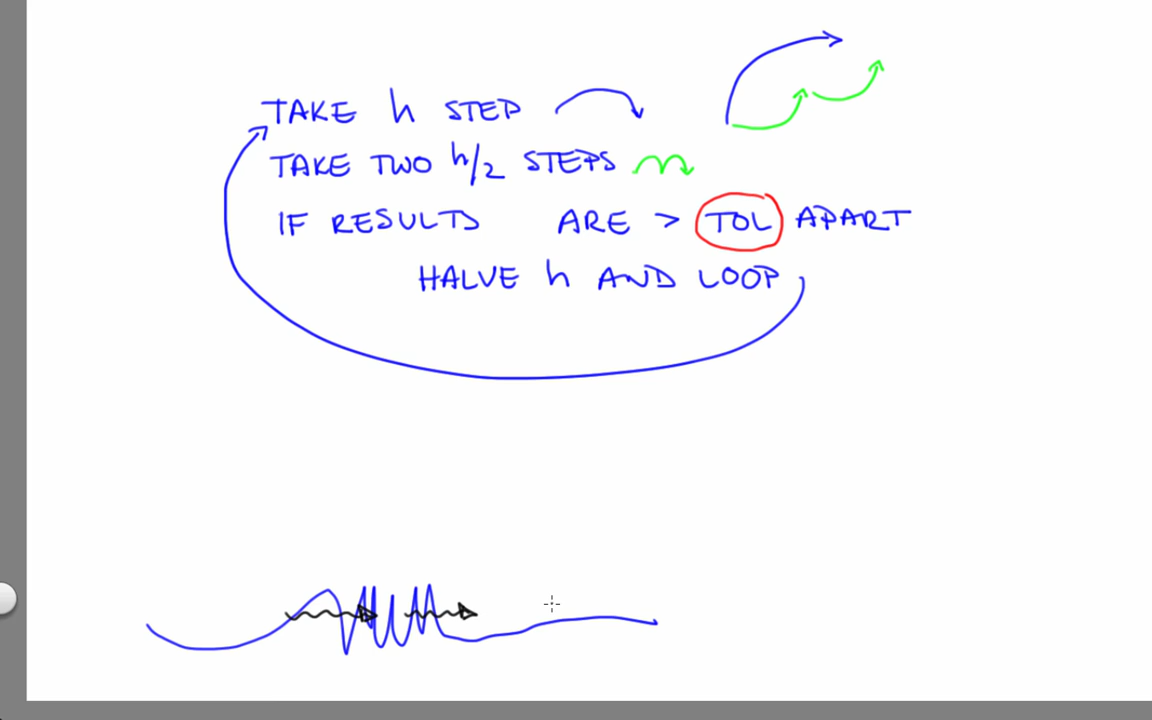 TAKE h STEP
TAKE TWO h/2 STEPS
IF RESULTS ARE > TOL APART
HALVE h AND LOOP